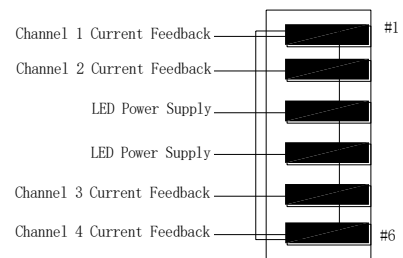 Channel 1 Current Feedback #1
Channel 2 Current Feedback
LED Power Supply
LED Power Supply
Channel 3 Current Feedback
Channel 4 Current Feedback #6